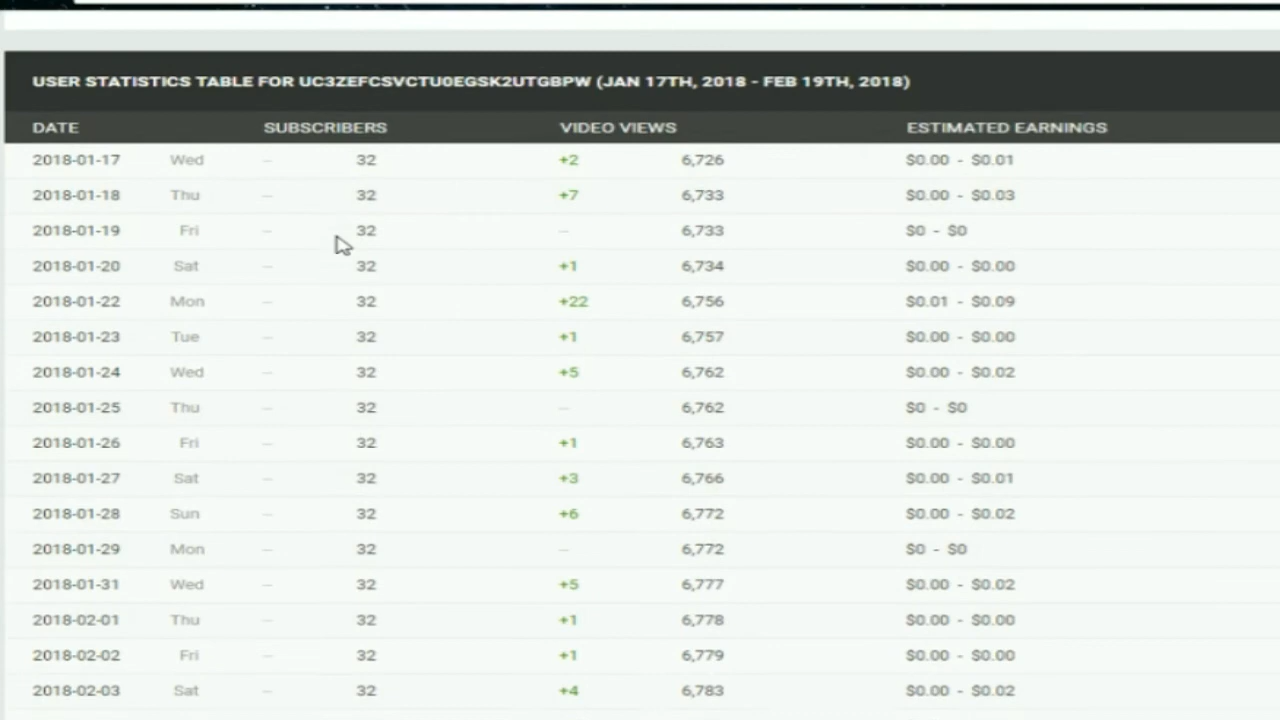 USER STATISTICS TABLE FOR UC3ZEFCSVCTU0EGSK2UTGBPW (JAN 17TH, 2018 - FEB 19TH, 2018)
DATE SUBSCRIBERS VIDEO VIEWS ESTIMATED EARNINGS
2018-01-17 Wed -- 32 +2 6,726 $0.00 - $0.01
2018-01-18 Thu -- 32 +7 6,733 $0.00 - $0.03
2018-01-19 Fri -- 32 -- 6,733 $0 - $0
2018-01-20 Sat -- 32 +1 6,734 $0.00 - $0.00
2018-01-22 Mon -- 32 +22 6,756 $0.01 - $0.09
2018-01-23 Tue -- 32 +1 6,757 $0.00 - $0.00
2018-01-24 Wed -- 32 +5 6,762 $0.00 - $0.02
2018-01-25 Thu -- 32 -- 6,762 $0 - $0
2018-01-26 Fri -- 32 +1 6,763 $0.00 - $0.00
2018-01-27 Sat -- 32 +3 6,766 $0.00 - $0.01
2018-01-28 Sun -- 32 +6 6,772 $0.00 - $0.02
2018-01-29 Mon -- 32 -- 6,772 $0 - $0
2018-01-31 Wed -- 32 +5 6,777 $0.00 - $0.02
2018-02-01 Thu -- 32 +1 6,778 $0.00 - $0.00
2018-02-02 Fri -- 32 +1 6,779 $0.00 - $0.00
2018-02-03 Sat -- 32 +4 6,783 $0.00 - $0.02